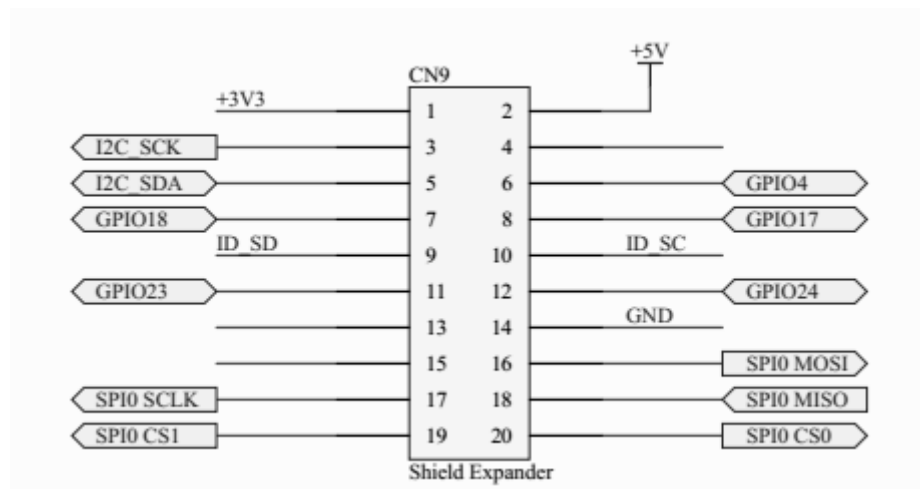 +5V
CN9
+3V3 1 2
I2C_SCK 3 4
I2C_SDA 5 6 GPIO4
GPIO18 7 8 GPIO17
ID_SD 9 10 ID_SC
GPIO23 11 12 GPIO24
13 14 GND
15 16 SPI0 MOSI
SPI0 SCLK 17 18 SPI0 MISO
SPI0 CS1 19 20 SPI0 CS0
Shield Expander